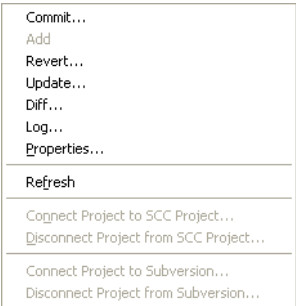 Commit...
Add
Revert...
Update...
Diff...
Log...
Properties...
Refresh
Connect Project to SCC Project...
Disconnect Project from SCC Project...
Connect Project to Subversion...
Disconnect Project from Subversion...